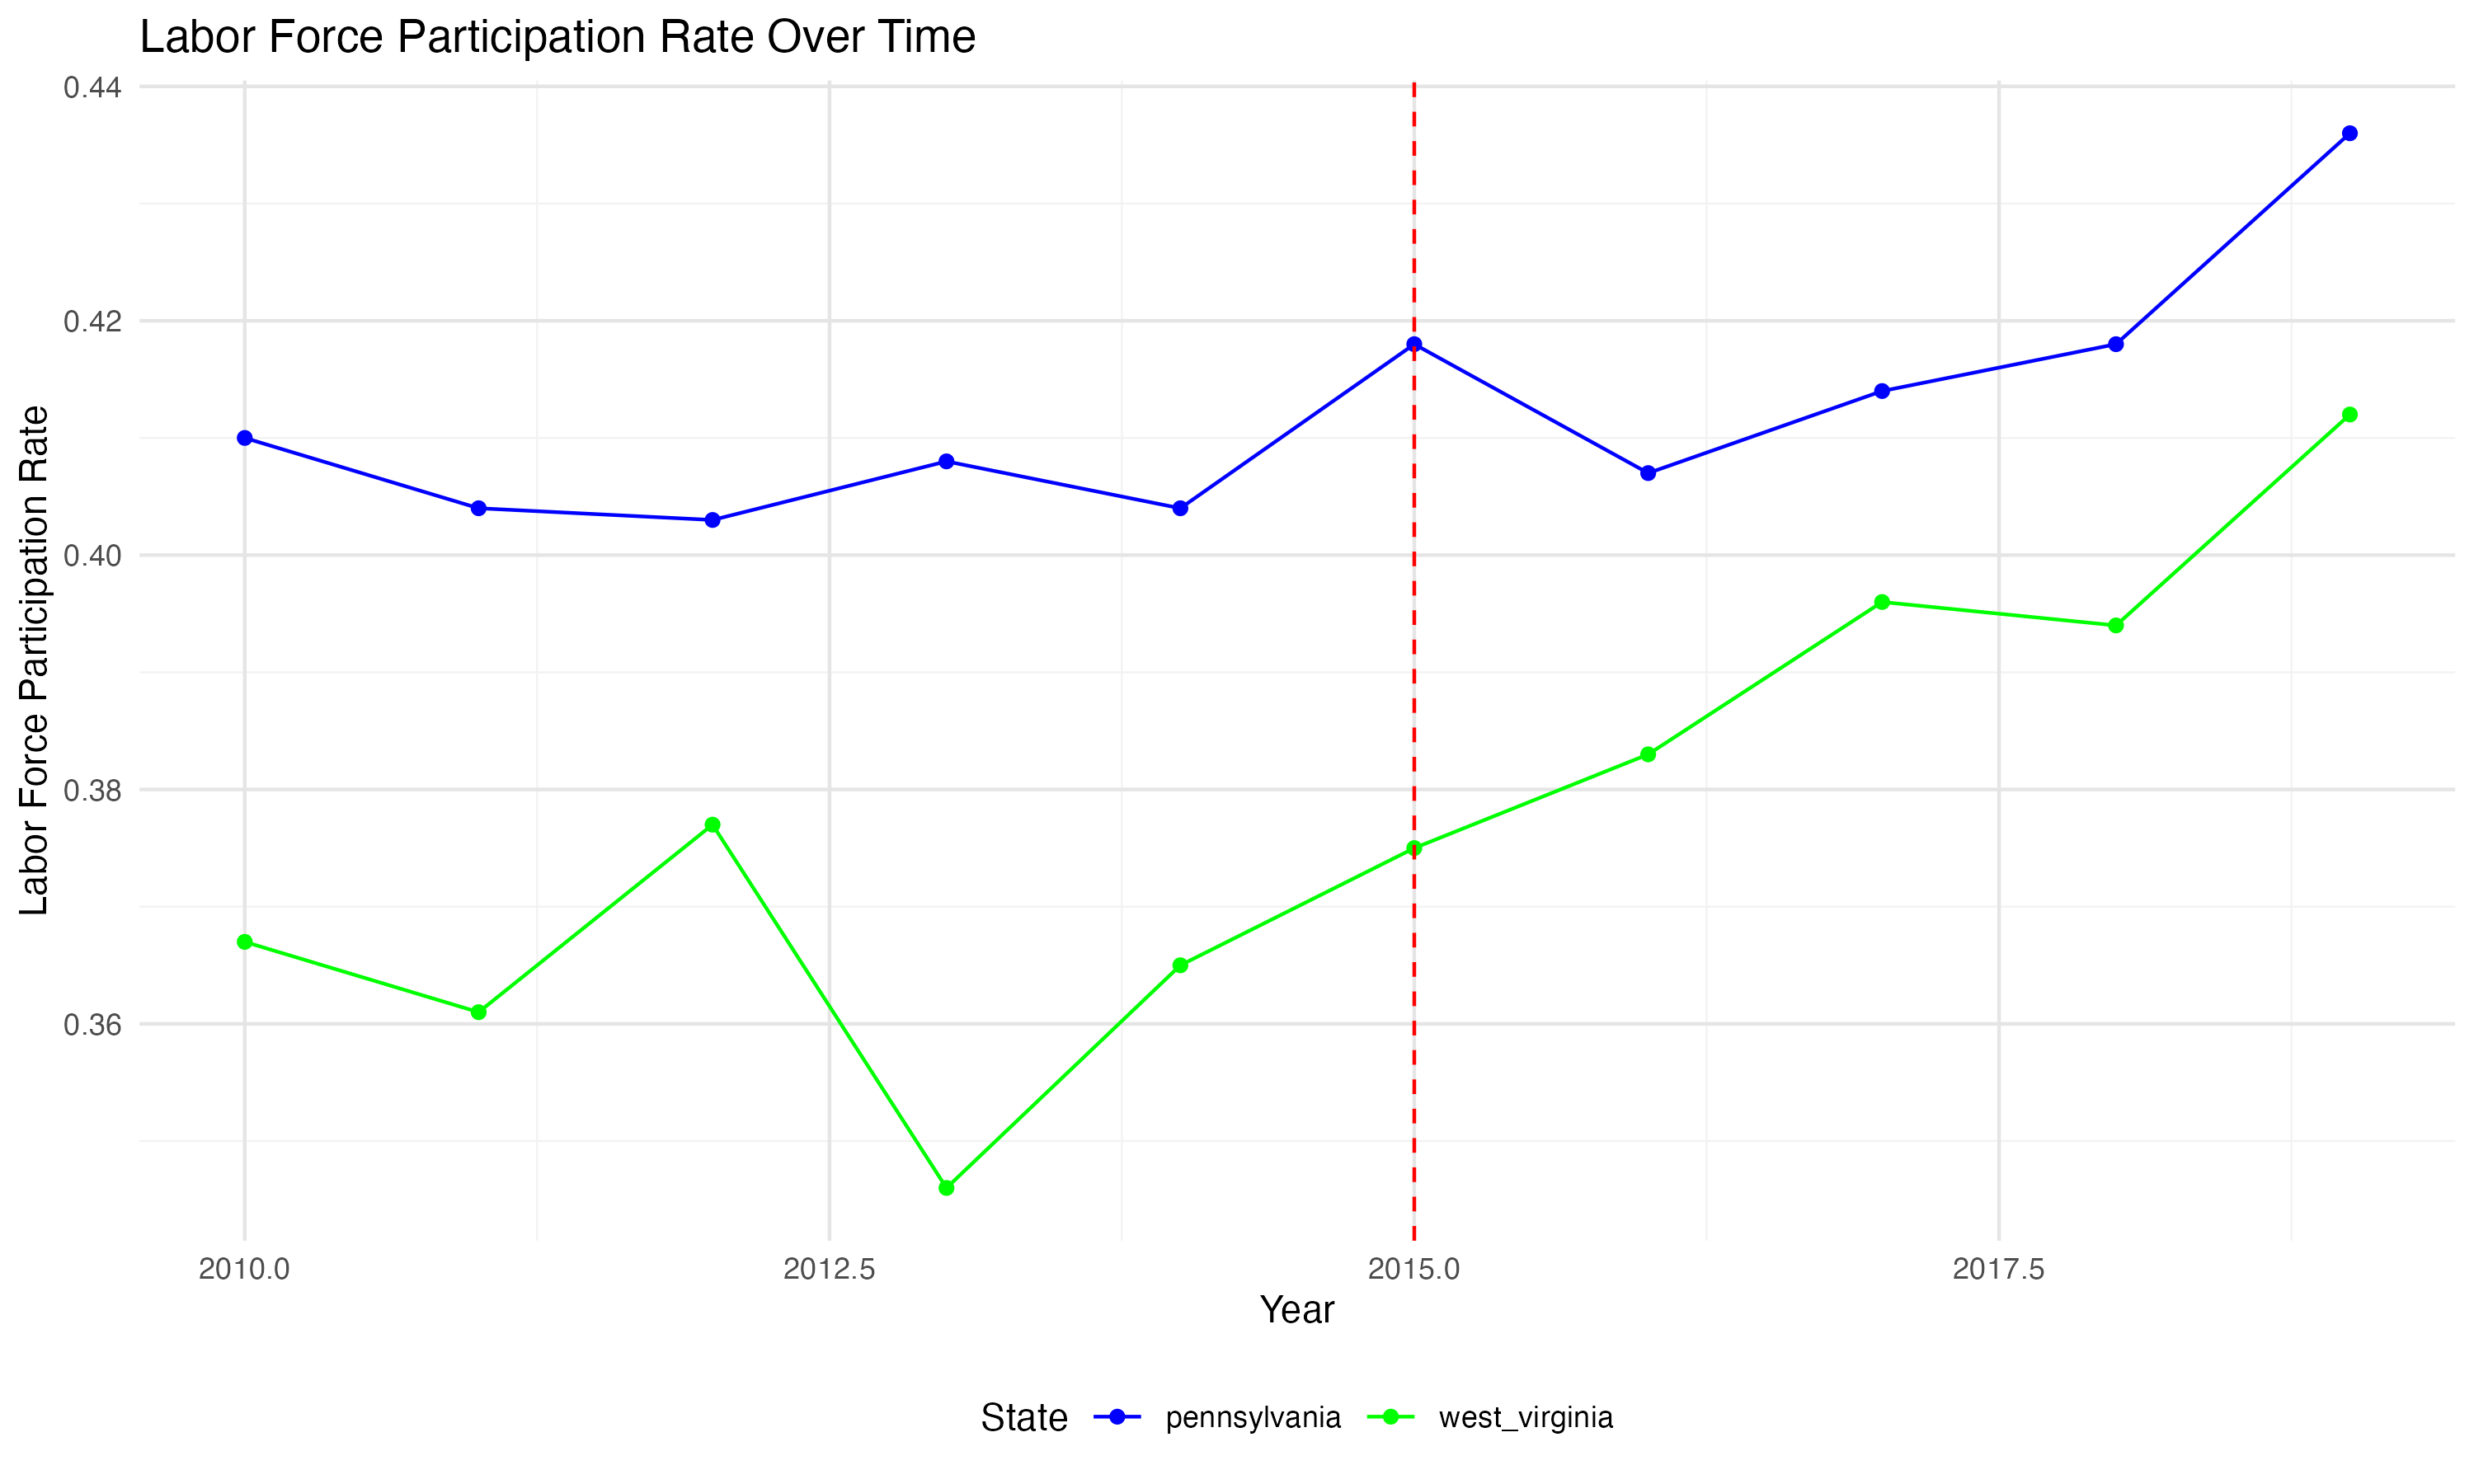 Labor Force Participation Rate Over Time
Labor Force Participation Rate
0.44
0.42
0.40
0.38
0.36
2010.0 2012.5 2015.0 2017.5
Year
State pennsylvania west_virginia